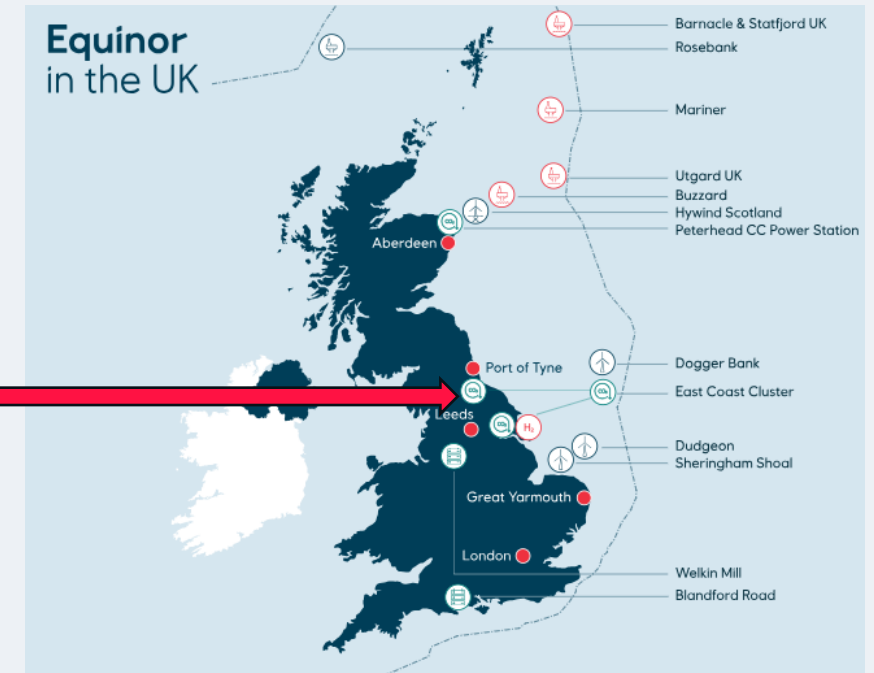 Equinor
in the UK
Barnacle & Statfjord UK
Rosebank
Mariner
Utgard UK
Buzzard
Hywind Scotland
Peterhead CC Power Station
Aberdeen
Port of Tyne
Dogger Bank
East Coast Cluster
Leeds
H₂
Dudgeon
Sheringham Shoal
Great Yarmouth
London
Welkin Mill
Blandford Road